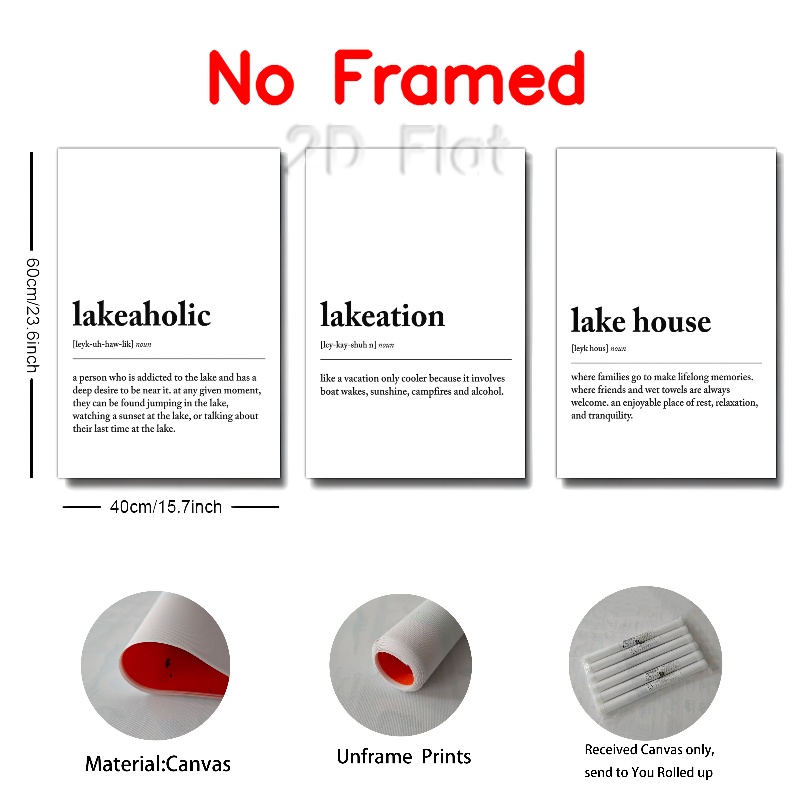 No Framed
2D Flat
60cm/23.6inch
lakeaholic
[leyk-uh-haw-lik] noun
a person who is addicted to the lake and has a
deep desire to be near it. at any given moment,
they can be found jumping in the lake,
watching a sunset at the lake, or talking about
their last time at the lake.
lakeation
[ley-kay-shuh n] noun
like a vacation only cooler because it involves
boat wakes, sunshine, campfires and alcohol.
lake house
[leyk hous] noun
where families go to make lifelong memories.
where friends and wet towels are always
welcome. an enjoyable place of rest, relaxation,
and tranquility.
40cm/15.7inch
Material:Canvas
Unframe Prints
Received Canvas only,
send to You Rolled up